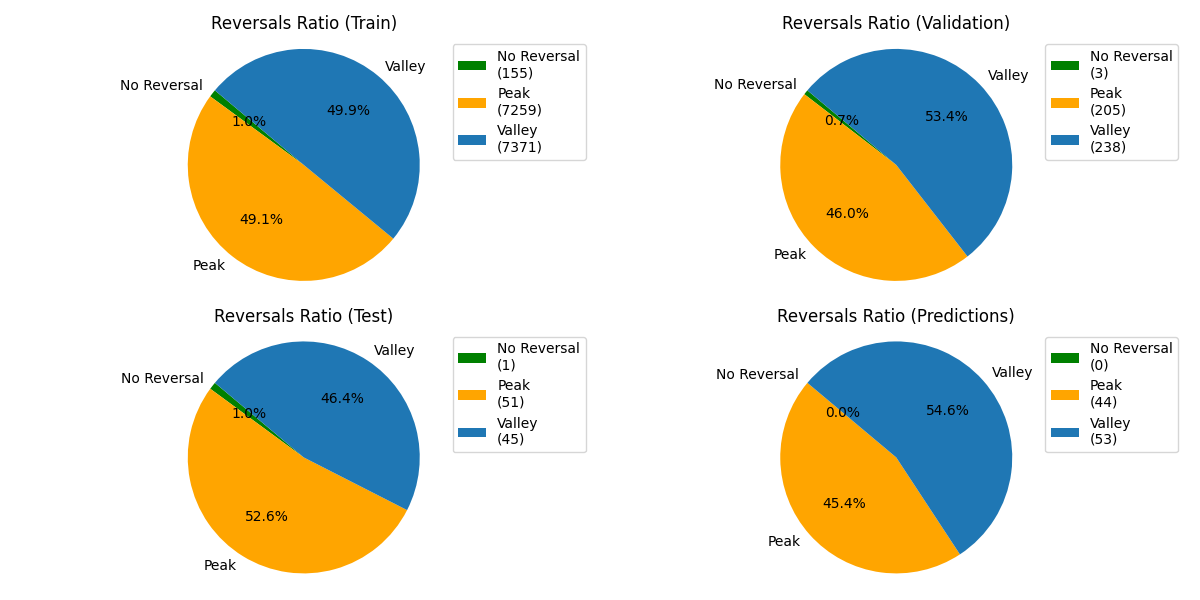 Reversals Ratio (Train)
No Reversal
1.0%
Peak
49.1%
Valley
49.9%
No Reversal
(155)
Peak
(7259)
Valley
(7371)
Reversals Ratio (Validation)
No Reversal
0.7%
Peak
46.0%
Valley
53.4%
No Reversal
(3)
Peak
(205)
Valley
(238)
Reversals Ratio (Test)
No Reversal
1.0%
Peak
52.6%
Valley
46.4%
No Reversal
(1)
Peak
(51)
Valley
(45)
Reversals Ratio (Predictions)
No Reversal
0.0%
Peak
45.4%
Valley
54.6%
No Reversal
(0)
Peak
(44)
Valley
(53)